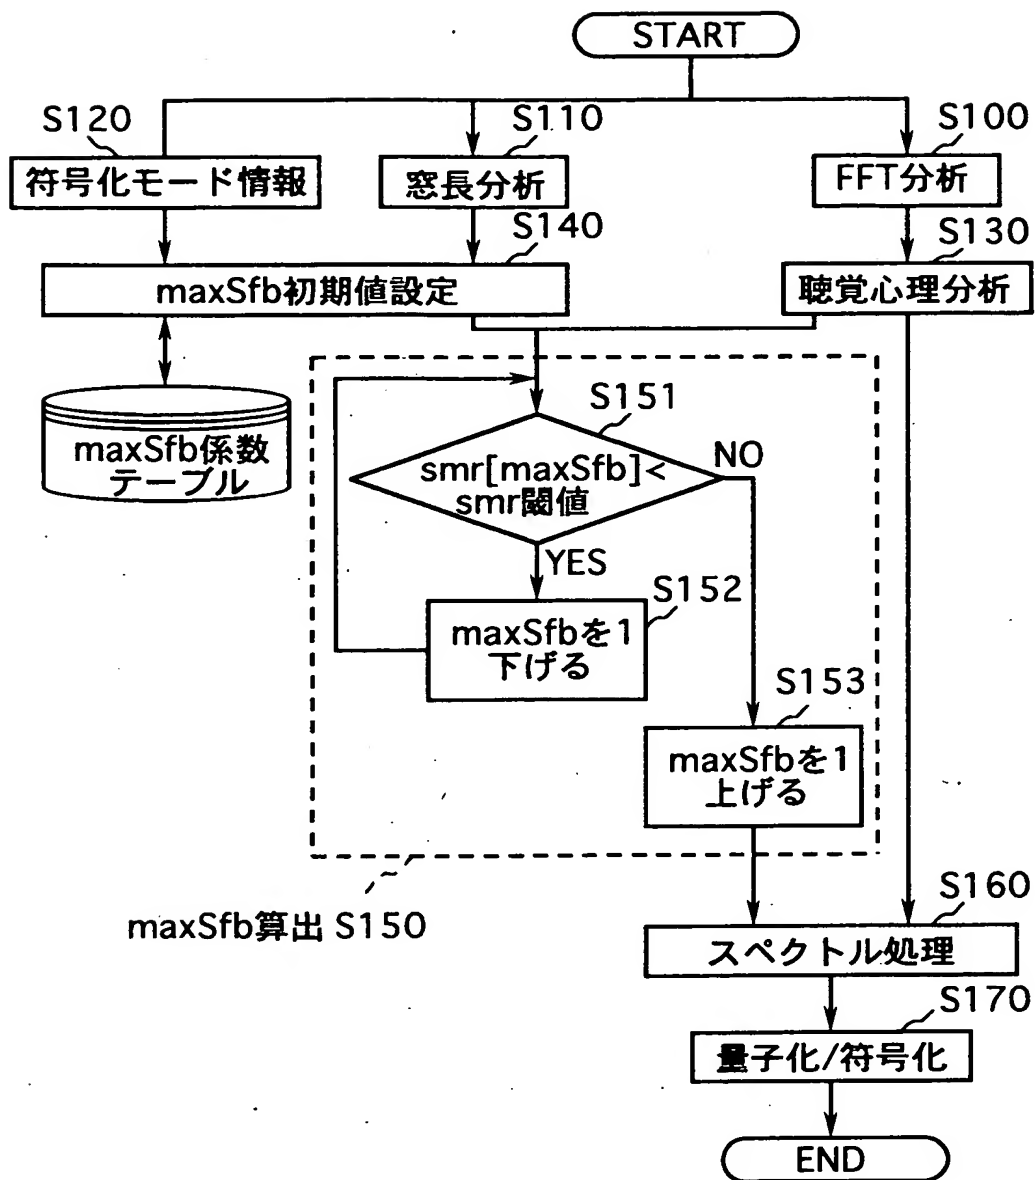 START
S120
S110
S100
符号化モード情報
窓長分析
FFT分析
S140
S130
maxSfb初期値設定
聴覚心理分析
maxSfb係数
テーブル
S151
smr[maxSfb]<
smr閾値
NO
YES
S152
maxSfbを1
下げる
S153
maxSfbを1
上げる
maxSfb算出 S150
S160
スペクトル処理
S170
量子化/符号化
END